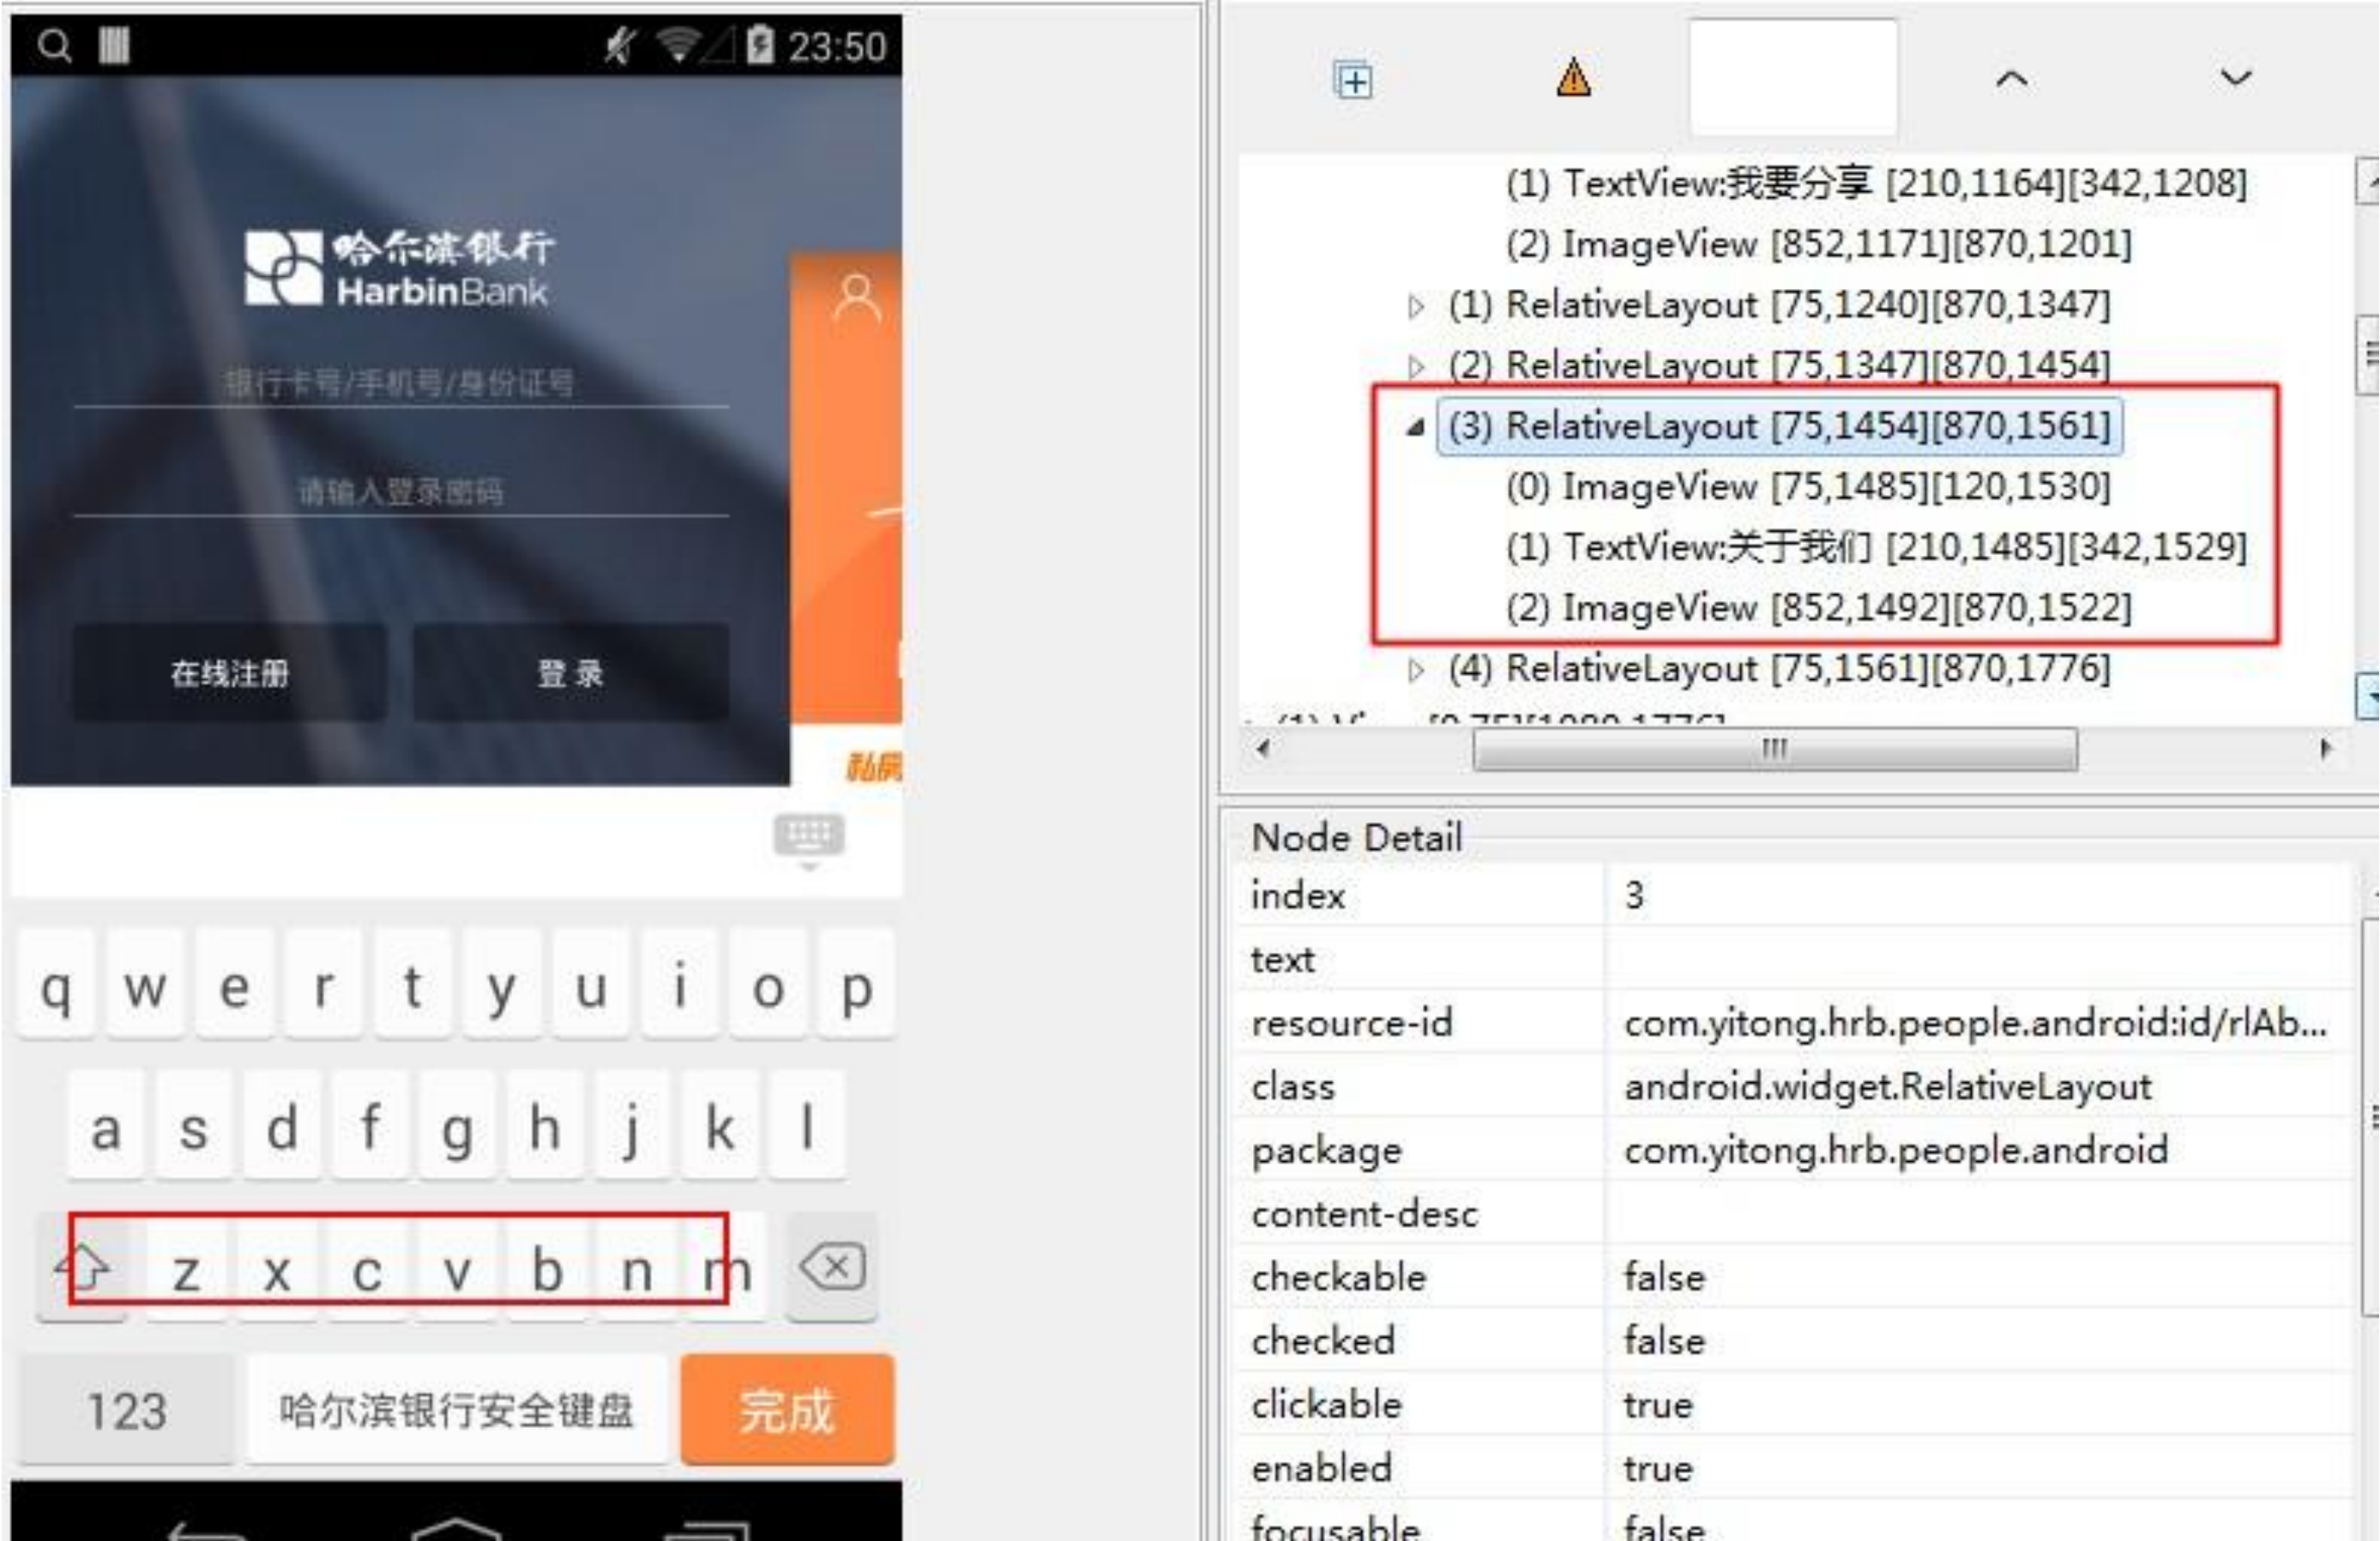 23:50
哈尔滨银行
HarbinBank
银行卡号/手机号/身份证号
请输入登录密码
在线注册
登 录
q w e r t y u i o p
a s d f g h j k l
z x c v b n m
123
哈尔滨银行安全键盘
完成
(1) TextView:我要分享 [210,1164][342,1208]
(2) ImageView [852,1171][870,1201]
(1) RelativeLayout [75,1240][870,1347]
(2) RelativeLayout [75,1347][870,1454]
(3) RelativeLayout [75,1454][870,1561]
(0) ImageView [75,1485][120,1530]
(1) TextView:关于我们 [210,1485][342,1529]
(2) ImageView [852,1492][870,1522]
(4) RelativeLayout [75,1561][870,1776]
Node Detail
index 3
text
resource-id com.yitong.hrb.people.android:id/rlAb...
class android.widget.RelativeLayout
package com.yitong.hrb.people.android
content-desc
checkable false
checked false
clickable true
enabled true
focusable false